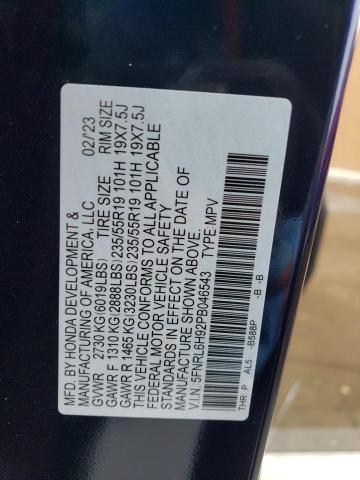 MFD. BY HONDA DEVELOPMENT &
MANUFACTURING OF AMERICA, LLC 02/'23
GVWR 2730 KG(6019LBS) TIRE SIZE RIM SIZE
GAWR F 1310 KG(2888LBS) 235/55R19 101H 19X7.5J
GAWR R 1465 KG(3230LBS) 235/55R19 101H 19X7.5J
THIS VEHICLE CONFORMS TO ALL APPLICABLE
FEDERAL MOTOR VEHICLE SAFETY
STANDARDS IN EFFECT ON THE DATE OF
MANUFACTURE SHOWN ABOVE.
V.I.N: 5FNRL6H92PB046543 TYPE:MPV
THR P AL5 -B588P -B -B